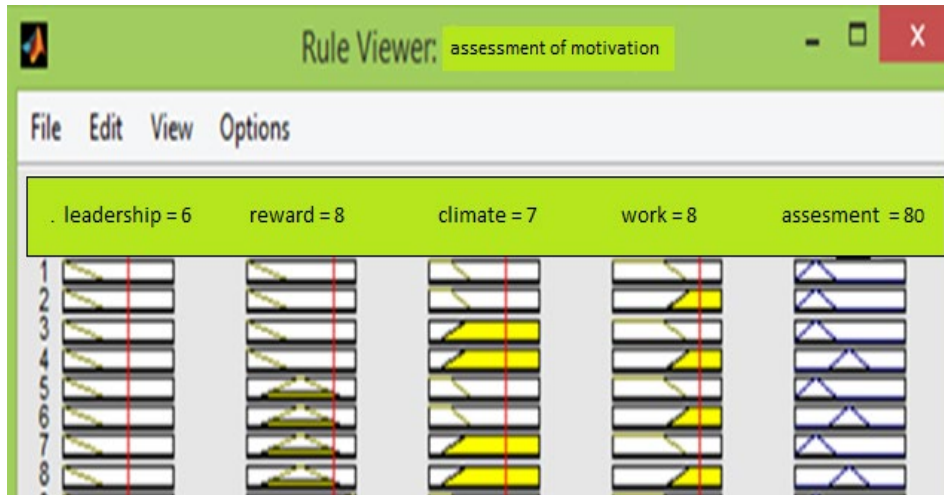 Rule Viewer: assessment of motivation
X
File Edit View Options
. leadership = 6 reward = 8 climate = 7 work = 8 assesment = 80
1
2
3
4
5
6
7
8